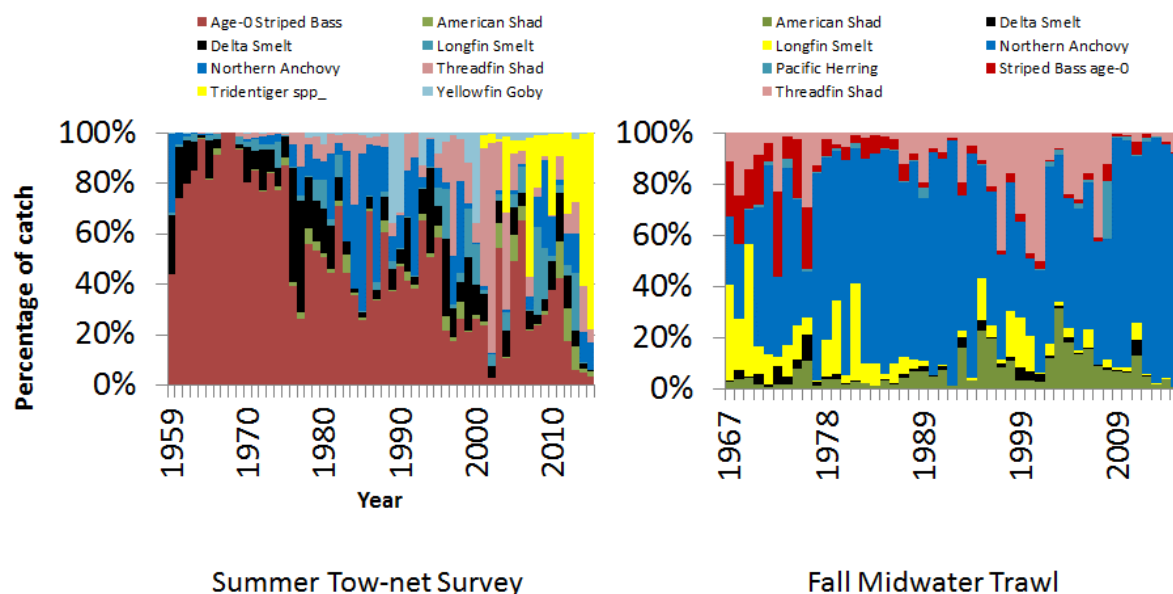 Age-0 Striped Bass American Shad
Delta Smelt Longfin Smelt
Northern Anchovy Threadfin Shad
Tridentiger spp_ Yellowfin Goby
100%
80%
60%
40%
20%
0%
Percentage of catch
1959 1970 1980 1990 2000 2010
Year
Summer Tow-net Survey
American Shad Delta Smelt
Longfin Smelt Northern Anchovy
Pacific Herring Striped Bass age-0
Threadfin Shad
100%
80%
60%
40%
20%
0%
1967 1978 1989 1999 2009
Fall Midwater Trawl